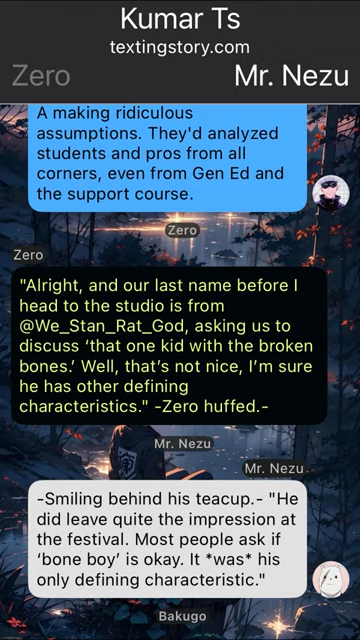 Kumar Ts
textingstory.com
Zero
Mr. Nezu
A making ridiculous
assumptions. They'd analyzed
students and pros from all
corners, even from Gen Ed and
the support course.
Zero
Zero
"Alright, and our last name before I
head to the studio is from
@We_Stan_Rat_God, asking us to
discuss ‘that one kid with the broken
bones.’ Well, that’s not nice, I’m sure
he has other defining
characteristics." -Zero huffed.-
Mr. Nezu
Mr. Nezu
-Smiling behind his teacup.- "He
did leave quite the impression at
the festival. Most people ask if
‘bone boy’ is okay. It *was* his
only defining characteristic."
Bakugo